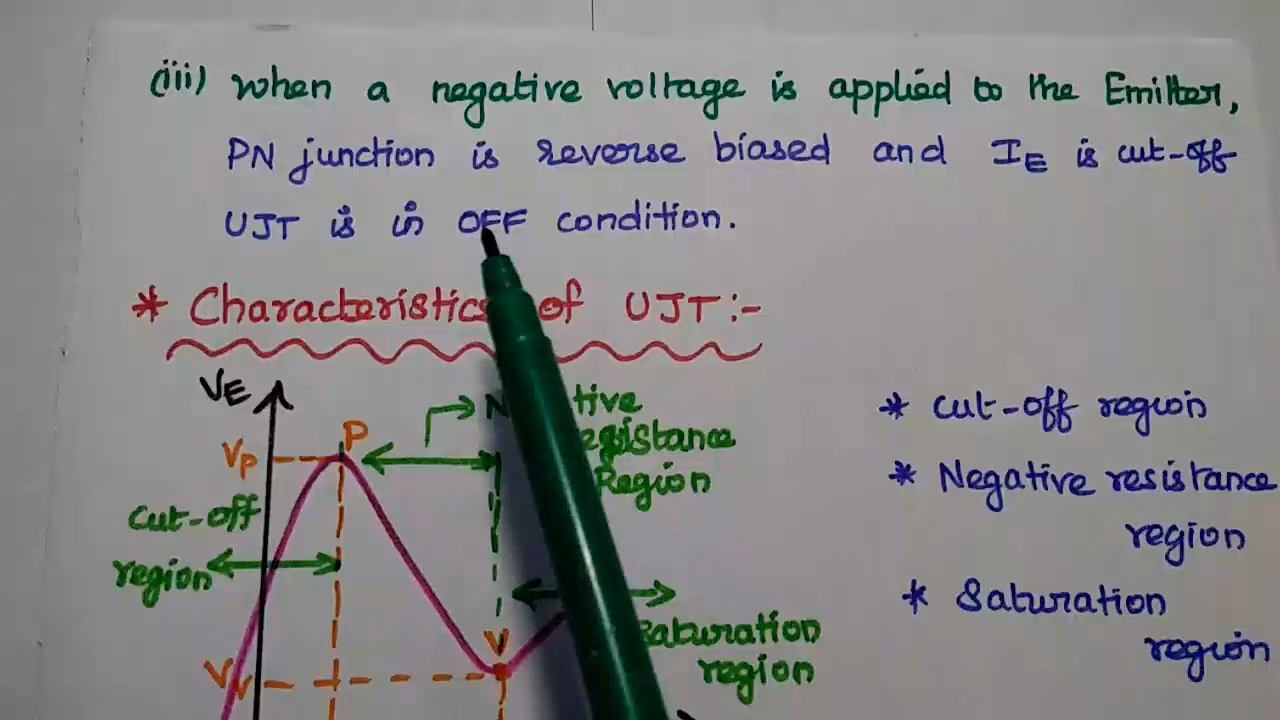 (iii) when a negative voltage is applied to the Emitter,
PN junction is reverse biased and IE is cut-off
UJT is in OFF condition.
* Characteristics of UJT:-
VE
P
VP
Cut-off
region
tive
Region
V
saturation
region
* cut-off region
* Negative resistance
region
* Saturation
region